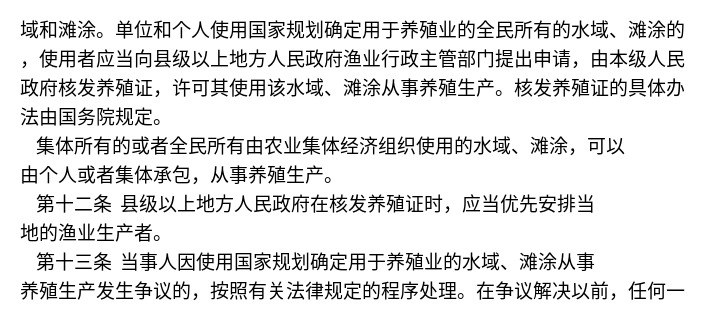 域和滩涂。单位和个人使用国家规划确定用于养殖业的全民所有的水域、滩涂的
，使用者应当向县级以上地方人民政府渔业行政主管部门提出申请，由本级人民
政府核发养殖证，许可其使用该水域、滩涂从事养殖生产。核发养殖证的具体办
法由国务院规定。
集体所有的或者全民所有由农业集体经济组织使用的水域、滩涂，可以
由个人或者集体承包，从事养殖生产。
第十二条 县级以上地方人民政府在核发养殖证时，应当优先安排当
地的渔业生产者。
第十三条 当事人因使用国家规划确定用于养殖业的水域、滩涂从事
养殖生产发生争议的，按照有关法律规定的程序处理。在争议解决以前，任何一